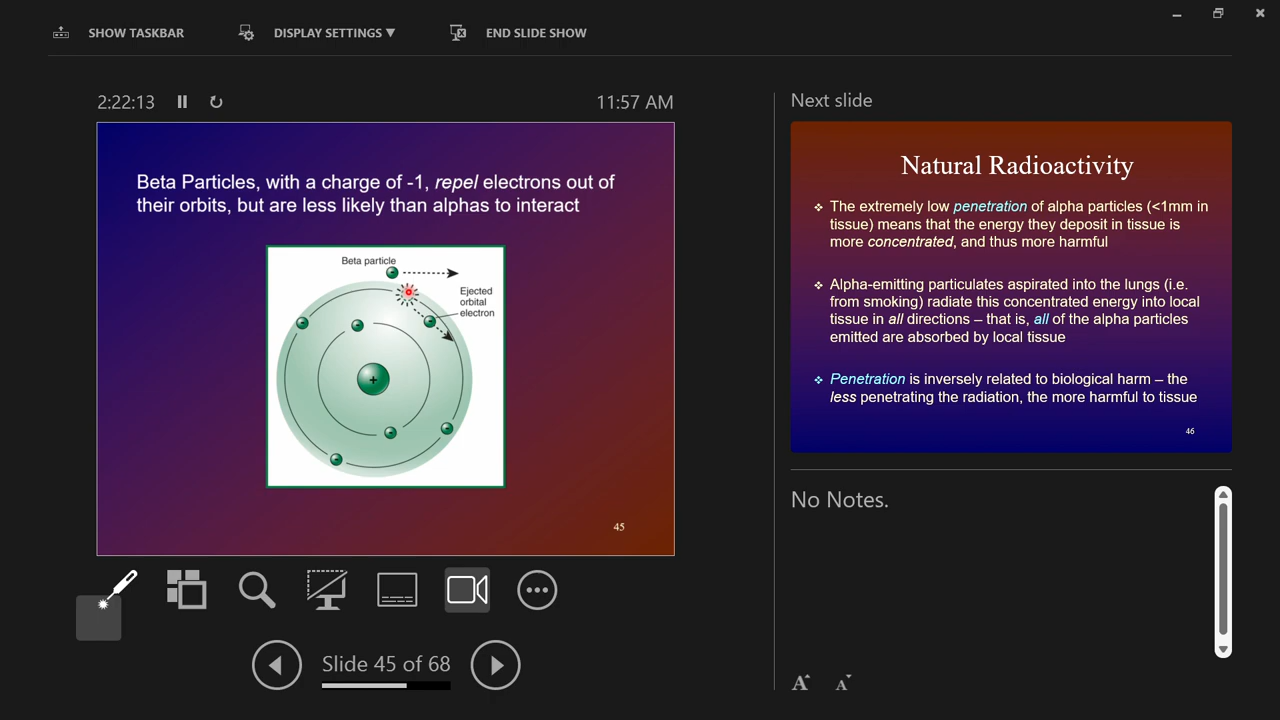 SHOW TASKBAR
DISPLAY SETTINGS ▼
END SLIDE SHOW
2:22:13
11:57 AM
Beta Particles, with a charge of -1, repel electrons out of
their orbits, but are less likely than alphas to interact
Beta particle
Ejected
orbital
electron
45
Slide 45 of 68
Next slide
Natural Radioactivity
❖ The extremely low penetration of alpha particles (<1mm in
tissue) means that the energy they deposit in tissue is
more concentrated, and thus more harmful
❖ Alpha-emitting particulates aspirated into the lungs (i.e.
from smoking) radiate this concentrated energy into local
tissue in all directions – that is, all of the alpha particles
emitted are absorbed by local tissue
❖ Penetration is inversely related to biological harm – the
less penetrating the radiation, the more harmful to tissue
46
No Notes.
A A